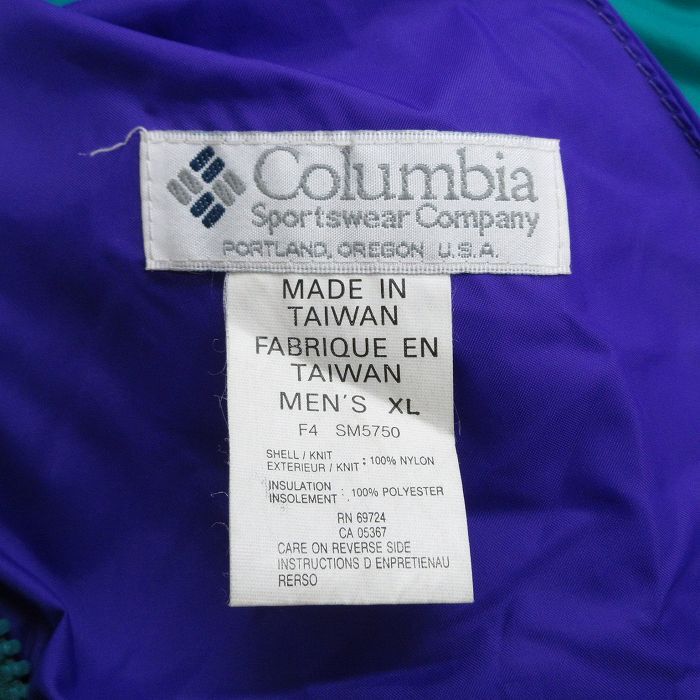 Columbia
Sportswear Company
PORTLAND, OREGON U.S.A.
MADE IN
TAIWAN
FABRIQUE EN
TAIWAN
MEN'S XL
F4 SM5750
SHELL / KNIT
EXTERIEUR / KNIT : 100% NYLON
INSULATION
INSOLEMENT : 100% POLYESTER
RN 69724
CA 05367
CARE ON REVERSE SIDE
INSTRUCTIONS D ENPRETIENAU
RERSO